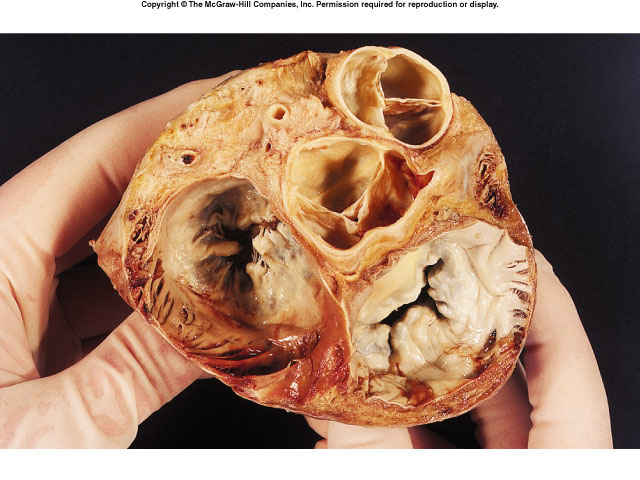 Copyright © The McGraw-Hill Companies, Inc. Permission required for reproduction or display.